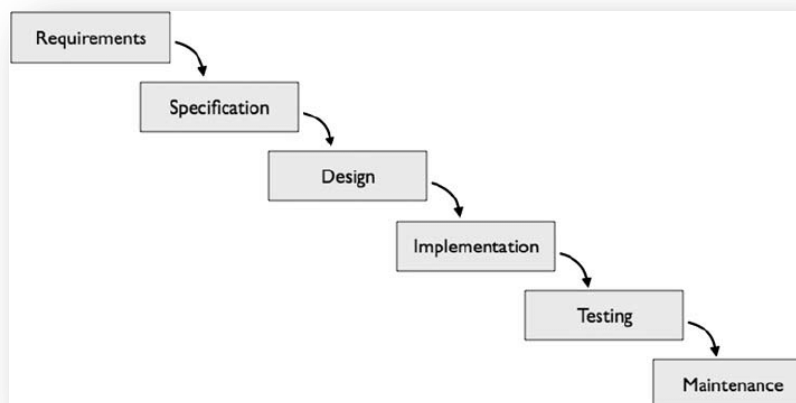 Requirements
Specification
Design
Implementation
Testing
Maintenance